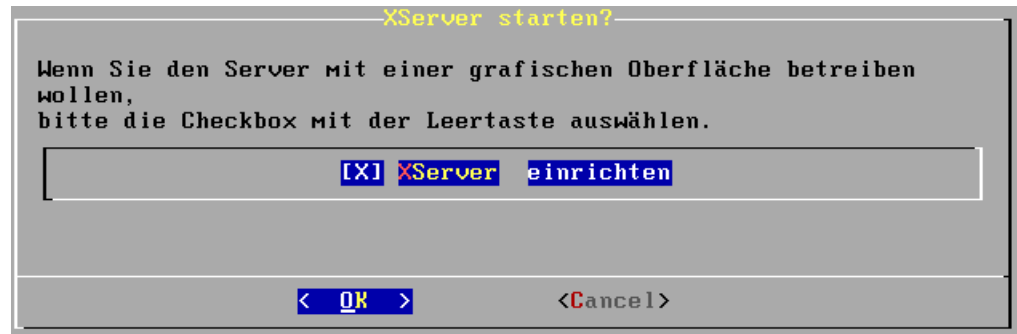 XServer starten?
Wenn Sie den Server mit einer grafischen Oberfläche betreiben
wollen,
bitte die Checkbox mit der Leertaste auswählen.
[X] XServer einrichten
< OK > <Cancel>